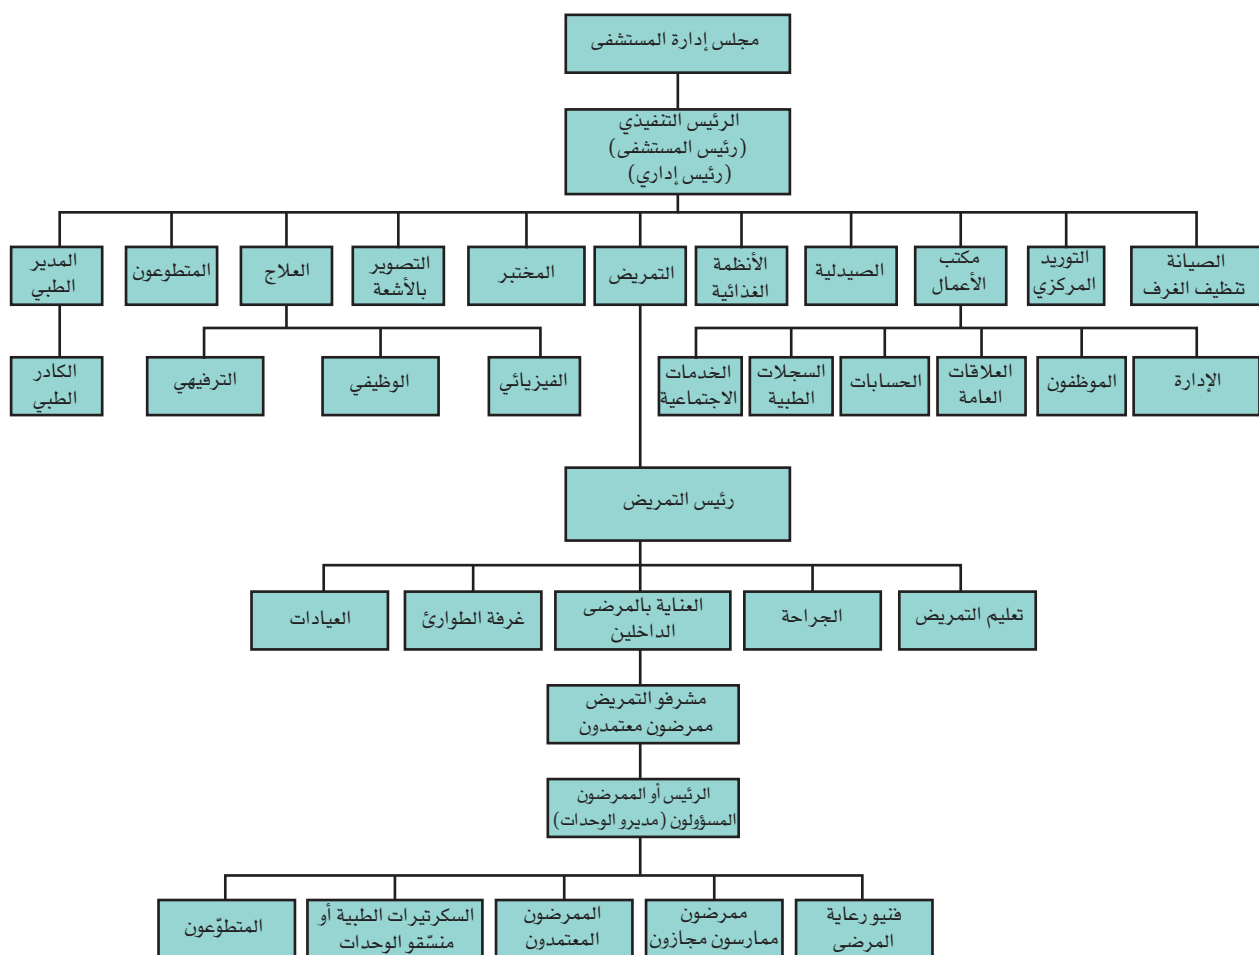 مجلس إدارة المستشفى
الرئيس التنفيذي
(رئيس المستشفى)
(رئيس إداري)
الصيانة
تنظيف الغرف
التوريد
المركزي
مكتب
الأعمال
الصيدلية
الأنظمة
الغذائية
التمريض
المختبر
التصوير
بالأشعة
العلاج
المتطوعون
المدير
الطبي
الإدارة
الموظفون
العلاقات
العامة
الحسابات
السجلات
الطبية
الخدمات
الاجتماعية
الفيزيائي
الوظيفي
الترفيهي
الكادر
الطبي
رئيس التمريض
تعليم التمريض
الجراحة
العناية بالمرضى
الداخلين
غرفة الطوارئ
العيادات
مشرفو التمريض
ممرضون معتمدون
الرئيس أو الممرضون
المسؤولون (مديرو الوحدات)
فنيو رعاية
المرضى
ممرضون
ممارسون مجازون
الممرضون
المعتمدون
السكرتيرات الطبية أو
منسّقو الوحدات
المتطوّعون